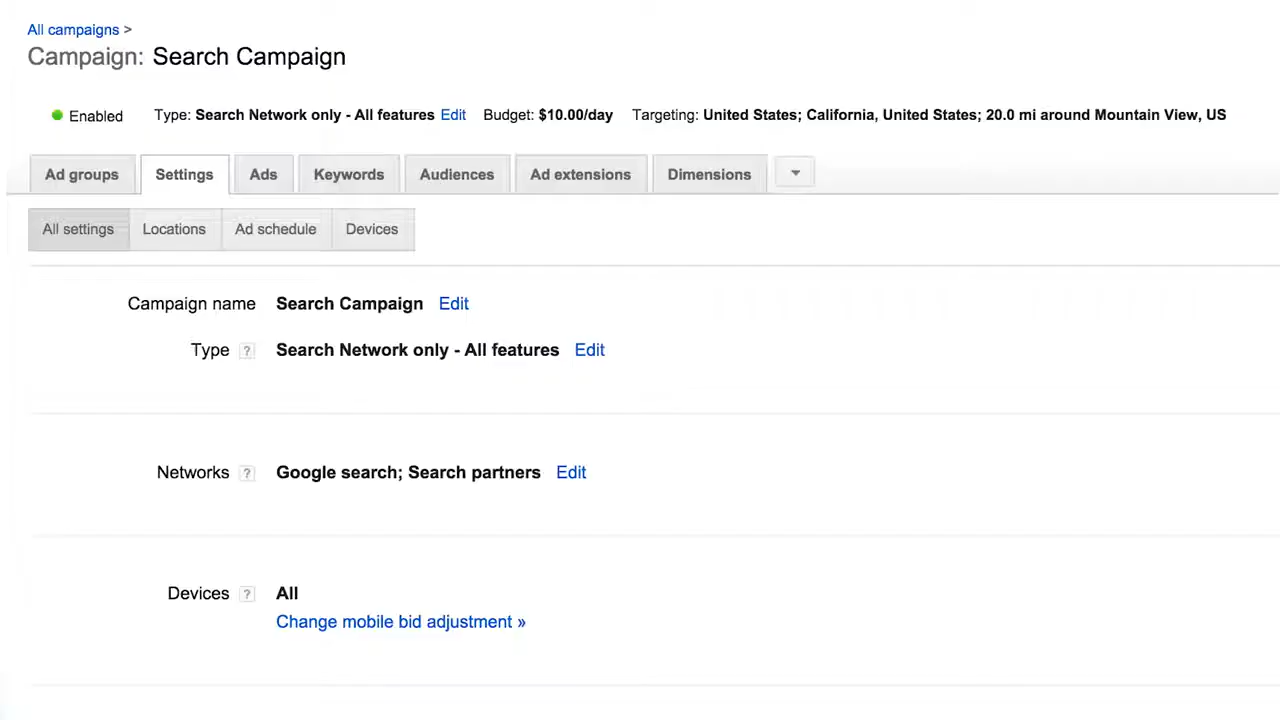 All campaigns >
Campaign: Search Campaign
Enabled Type: Search Network only - All features Edit Budget: $10.00/day Targeting: United States; California, United States; 20.0 mi around Mountain View, US
Ad groups Settings Ads Keywords Audiences Ad extensions Dimensions
All settings Locations Ad schedule Devices
Campaign name Search Campaign Edit
Type ? Search Network only - All features Edit
Networks ? Google search; Search partners Edit
Devices ? All
Change mobile bid adjustment »